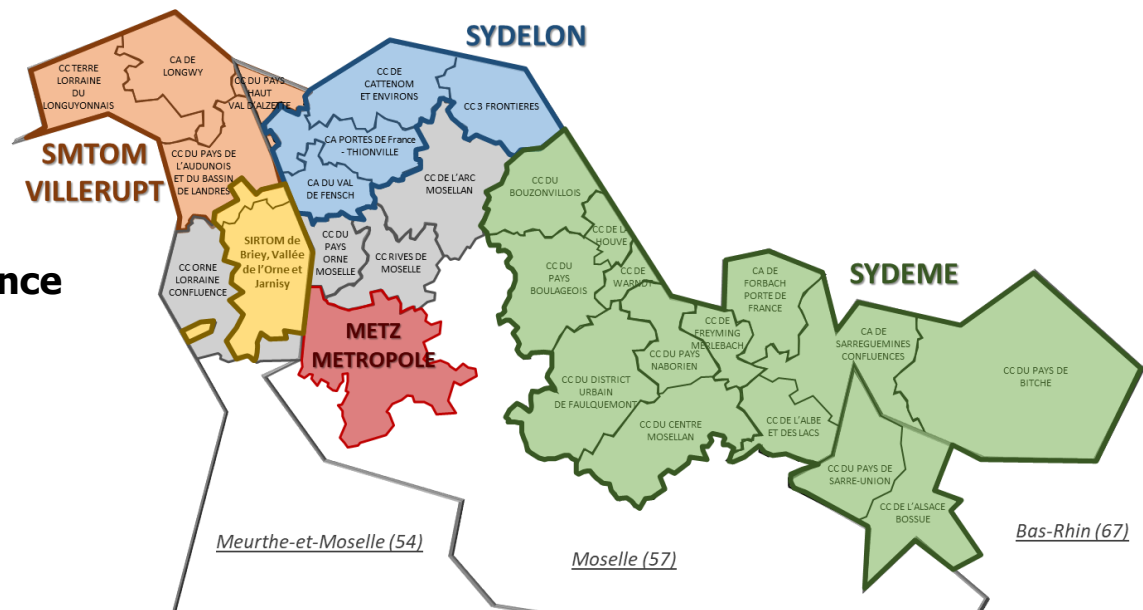 SYDELON
CC TERRE
LORRAINE
DU
LONGUYONNAIS
CA DE
LONGWY
CC DU PAYS
HAUT
VAL D'ALZETTE
CC DE
CATTENOM
ET ENVIRONS
CC 3 FRONTIERES
SMTOM
VILLERUPT
CC DU PAYS DE
L'AUDUNOIS
ET DU BASSIN
DE LANDRES
CA PORTES DE France
- THIONVILLE
CA DU VAL
DE FENSCH
CC DE L'ARC
MOSELLAN
CC DU
BOUZONVILLOIS
CC DE LA
HOUVE
SIRTOM de
Briey, Vallée
de l'Orne et
Jarnisy
CC DU
PAYS
ORNE
MOSELLE
CC RIVES DE
MOSELLE
CC ORNE
LORRAINE
CONFLUENCE
nce
CC DU
PAYS
BOULAGEOIS
CC DE
WARNDT
CA DE
FORBACH
PORTE DE
FRANCE
SYDEME
METZ
METROPOLE
CC DE
FREYMING
MERLEBACH
CC DU PAYS
NABORIEN
CA DE
SARREGUEMINES
CONFLUENCES
CC DU PAYS DE
BITCHE
CC DU DISTRICT
URBAIN
DE FAULQUEMONT
CC DU CENTRE
MOSELLAN
CC DE L'ALBE
ET DES LACS
CC DU PAYS DE
SARRE-UNION
CC DE L'ALSACE
BOSSUE
Meurthe-et-Moselle (54)
Moselle (57)
Bas-Rhin (67)